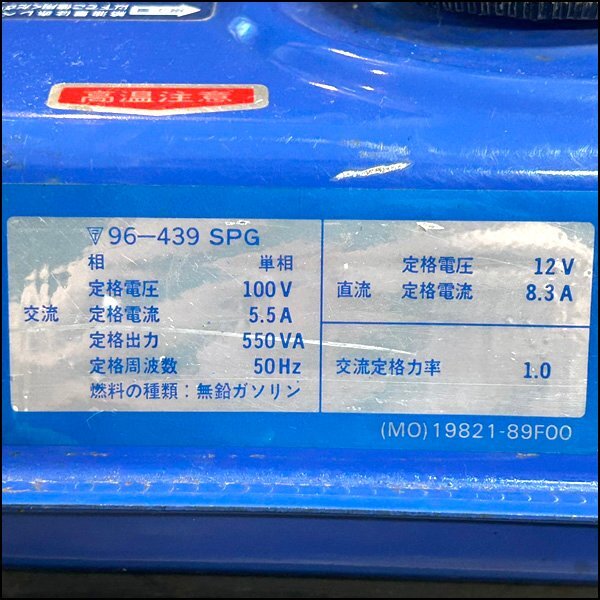 高温注意
96-439 SPG
相 単相
交流 定格電圧 100V
定格電流 5.5A
定格出力 550VA
定格周波数 50Hz
燃料の種類：無鉛ガソリン
直流 定格電圧 12V
定格電流 8.3A
交流定格力率 1.0
(MO)19821-89F00